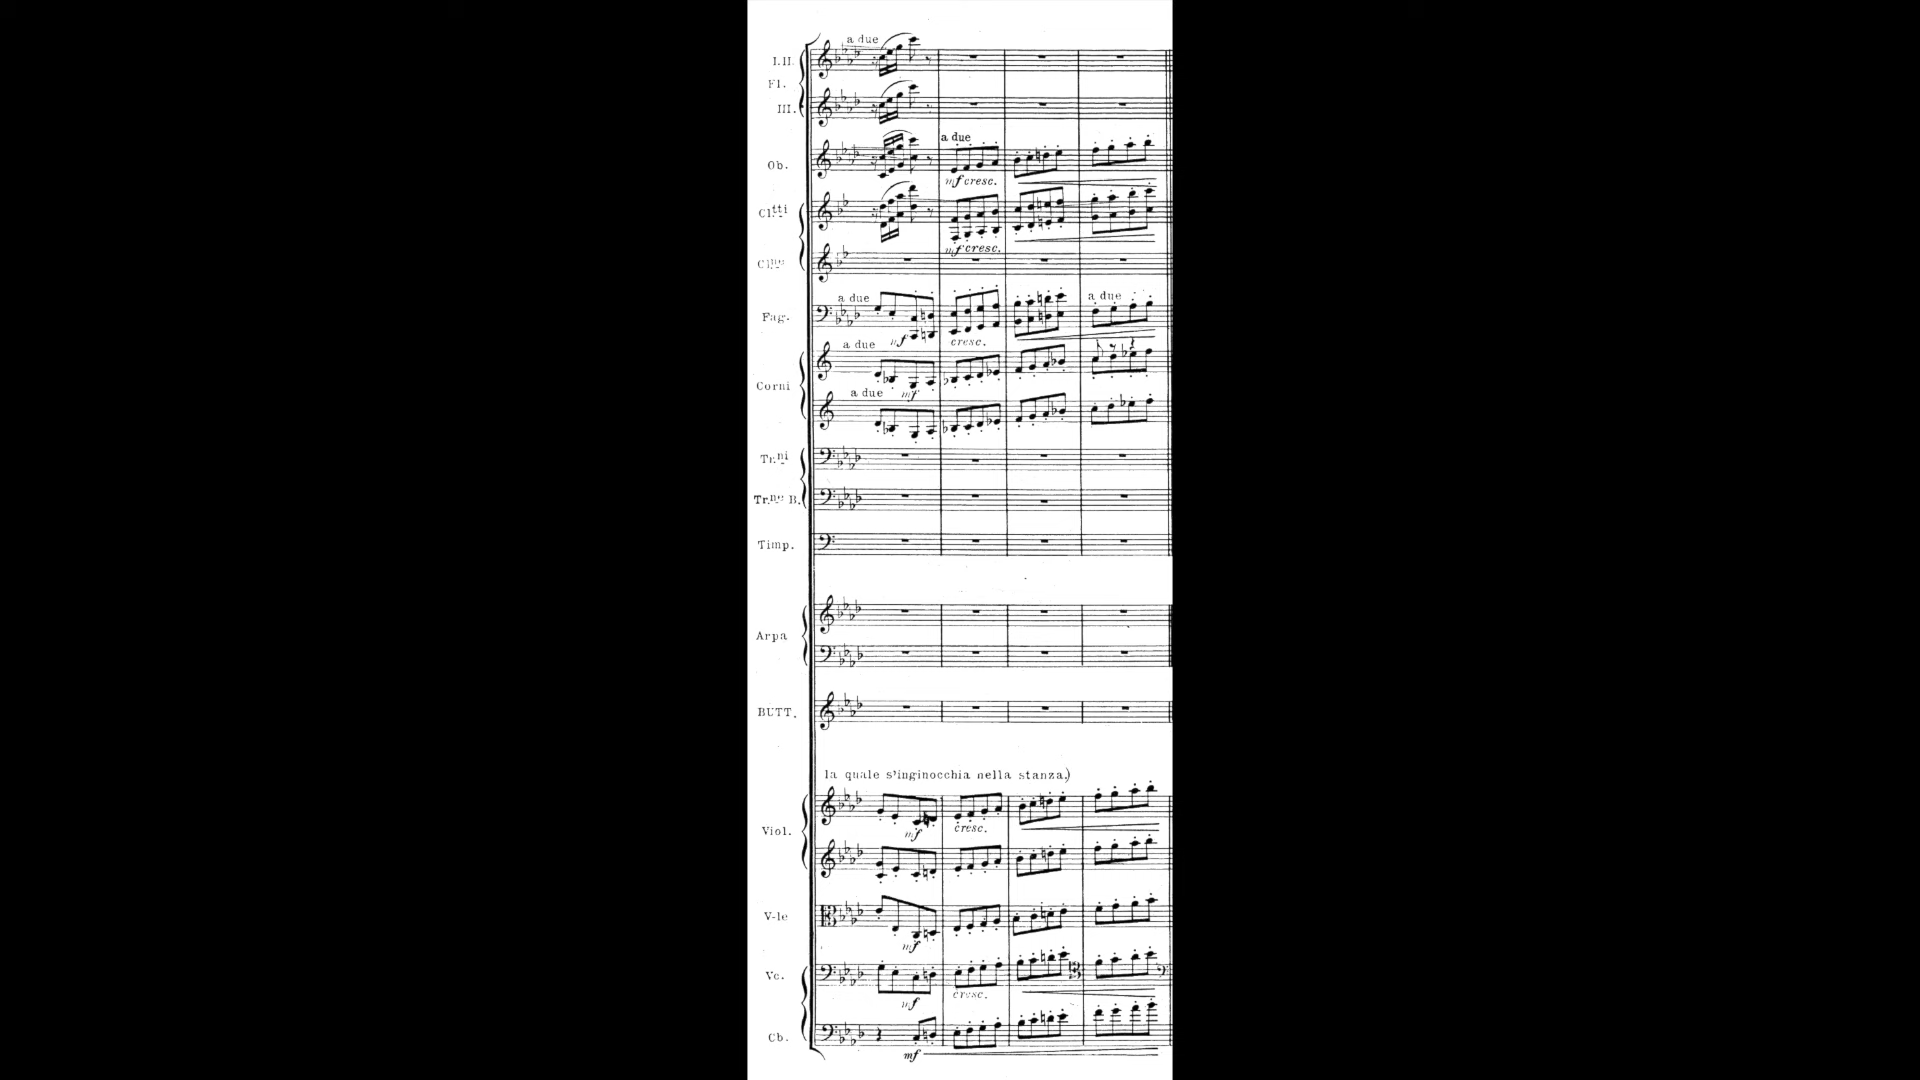 a due
I.II.
Fl.
III.
a due
Ob.
mf cresc.
Cl.tti
mf cresc.
Cl.no
a due
a due
Fag.
mf
cresc.
a due
Corni
a due
mf
Tr.ni
Tr.ne B.
Timp.
Arpa
BUTT.
la quale s'inginocchia nella stanza.)
Viol.
mf
cresc.
V-le
mf
Vc.
mf
cresc.
Cb.
mf